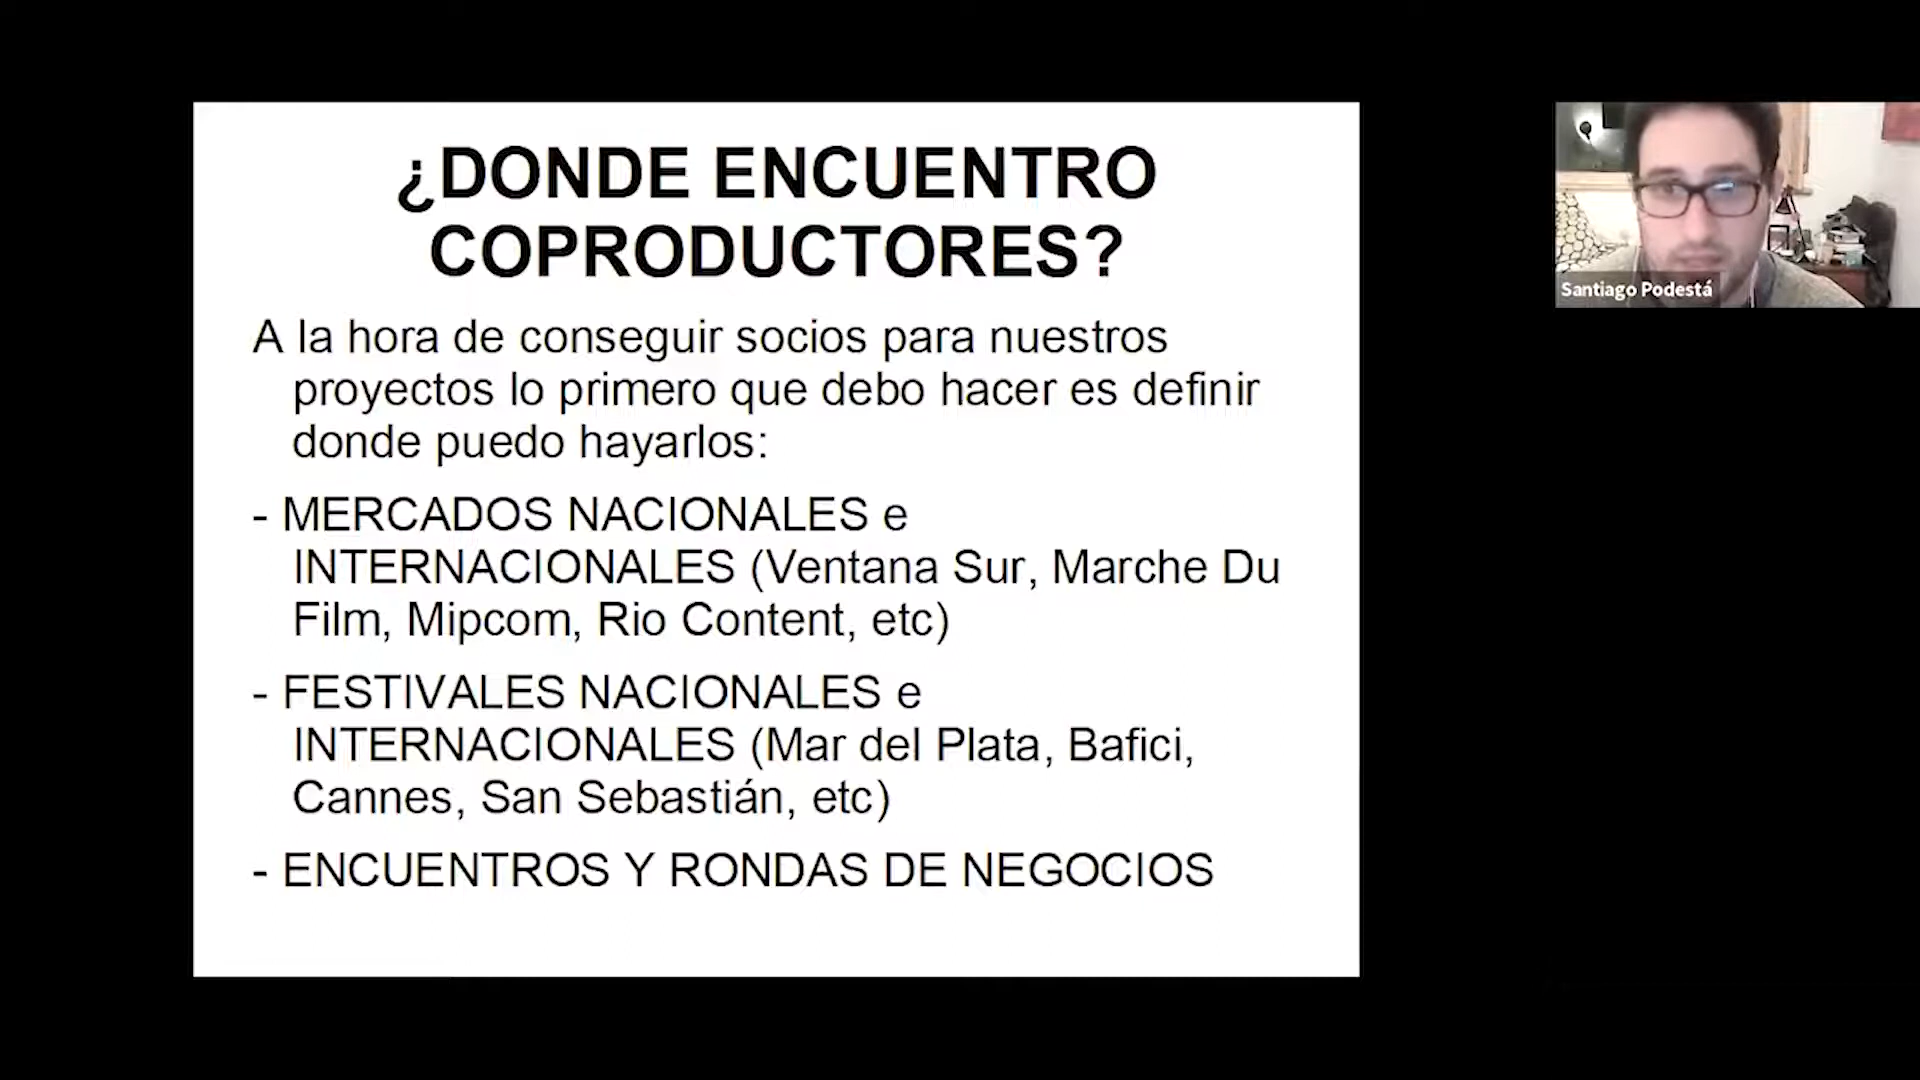 ¿DONDE ENCUENTRO
COPRODUCTORES?
A la hora de conseguir socios para nuestros
proyectos lo primero que debo hacer es definir
donde puedo hayarlos:
- MERCADOS NACIONALES e
INTERNACIONALES (Ventana Sur, Marche Du
Film, Mipcom, Rio Content, etc)
- FESTIVALES NACIONALES e
INTERNACIONALES (Mar del Plata, Bafici,
Cannes, San Sebastián, etc)
- ENCUENTROS Y RONDAS DE NEGOCIOS
Santiago Podestá